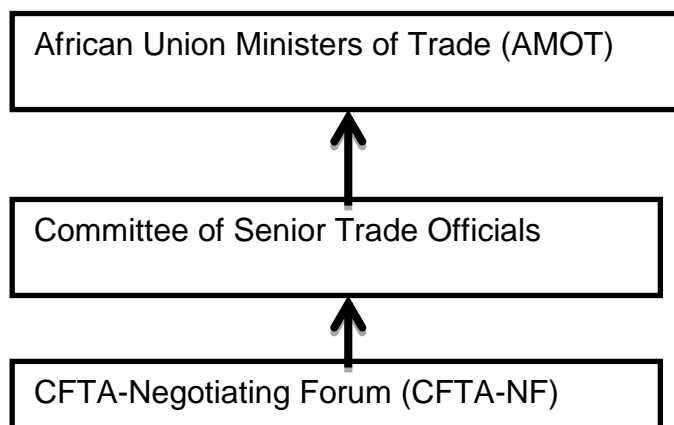 African Union Ministers of Trade (AMOT)
Committee of Senior Trade Officials
CFTA-Negotiating Forum (CFTA-NF)